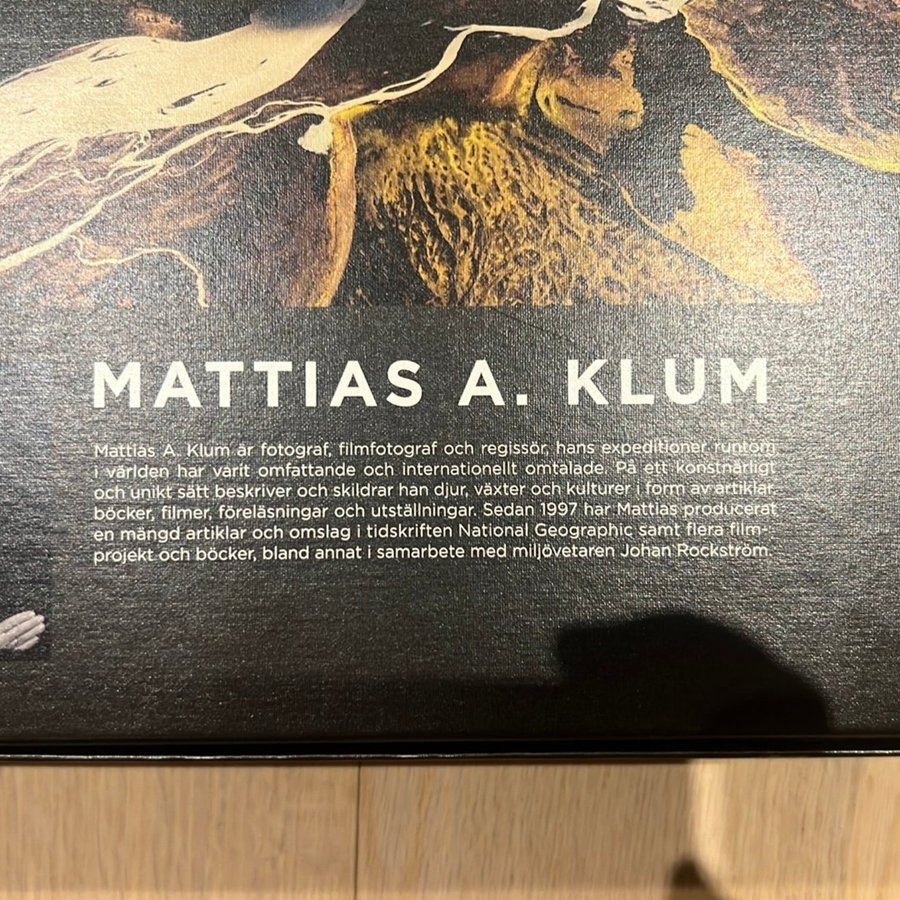 MATTIAS A. KLUM
Mattias A. Klum är fotograf, filmfotograf och regissör, hans expeditioner runtom
i världen har varit omfattande och internationellt omtalade. På ett konstnärligt
och unikt sätt beskriver och skildrar han djur, växter och kulturer i form av artiklar,
böcker, filmer, föreläsningar och utställningar. Sedan 1997 har Mattias producerat
en mängd artiklar och omslag i tidskriften National Geographic samt flera film-
projekt och böcker, bland annat i samarbete med miljövetaren Johan Rockström.